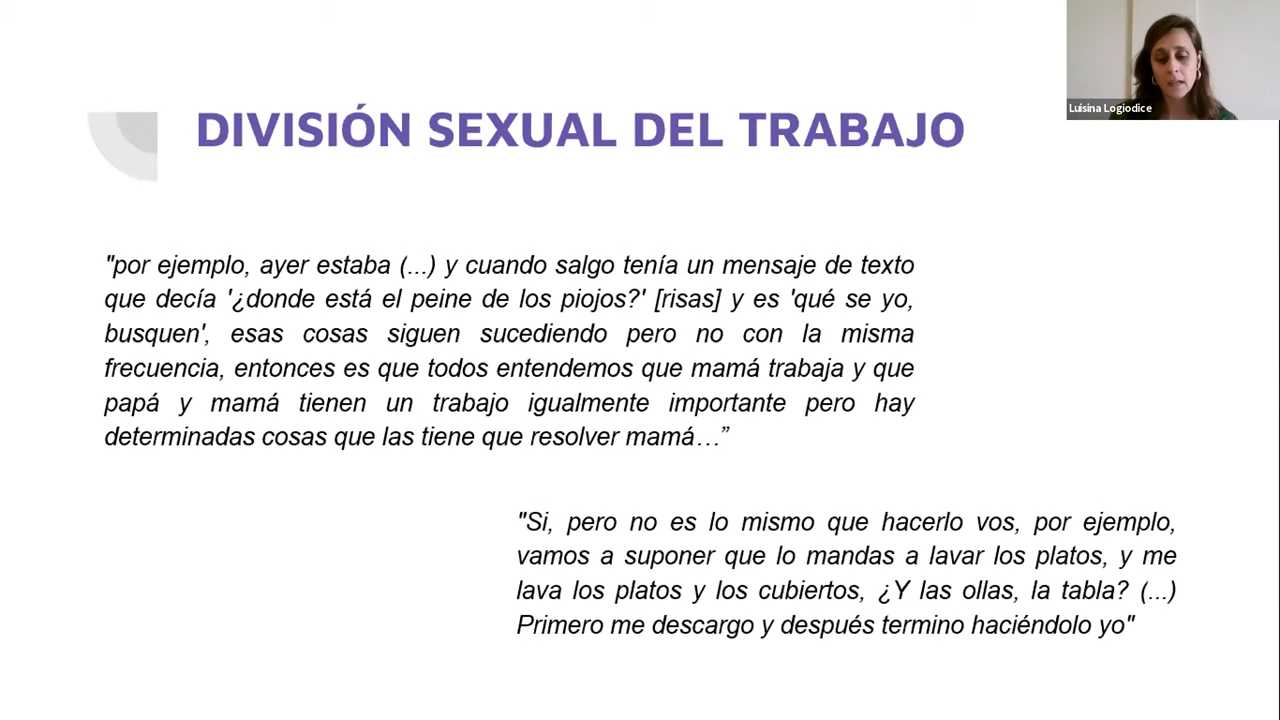 Luisina Logiodice
DIVISIÓN SEXUAL DEL TRABAJO
"por ejemplo, ayer estaba (...) y cuando salgo tenía un mensaje de texto
que decía '¿donde está el peine de los piojos?' [risas] y es 'qué se yo,
busquen', esas cosas siguen sucediendo pero no con la misma
frecuencia, entonces es que todos entendemos que mamá trabaja y que
papá y mamá tienen un trabajo igualmente importante pero hay
determinadas cosas que las tiene que resolver mamá…”
"Si, pero no es lo mismo que hacerlo vos, por ejemplo,
vamos a suponer que lo mandas a lavar los platos, y me
lava los platos y los cubiertos, ¿Y las ollas, la tabla? (...)
Primero me descargo y después termino haciéndolo yo"